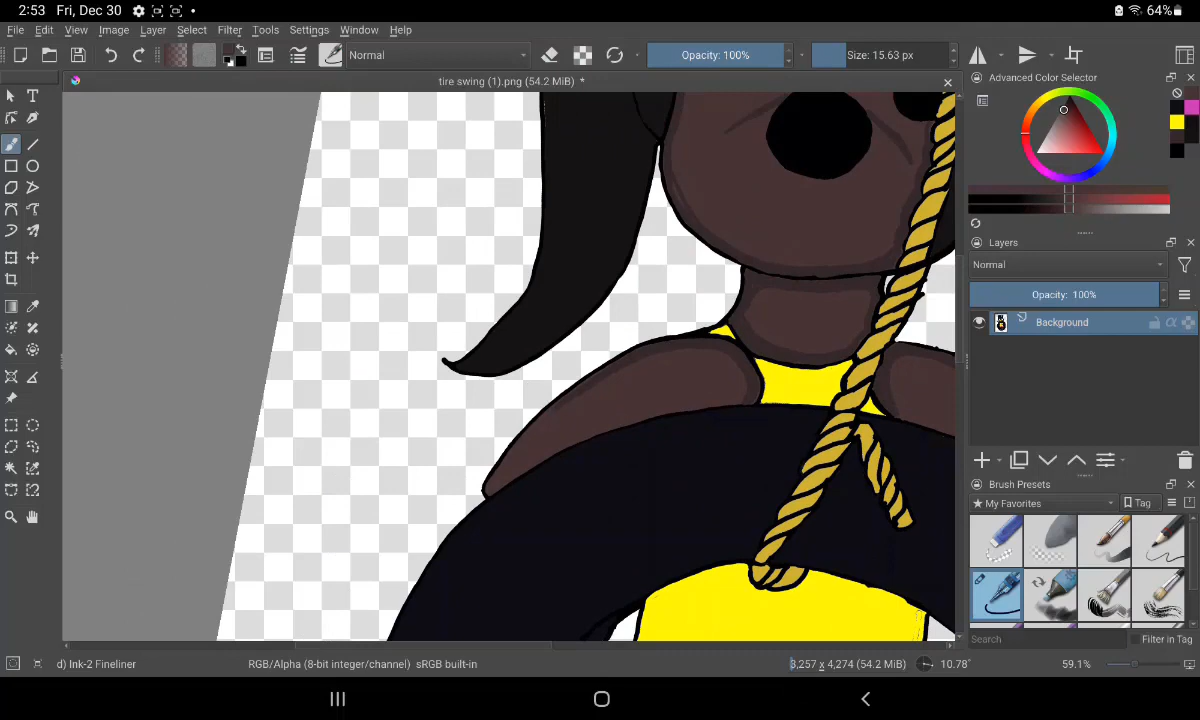 2:53 Fri, Dec 30
64%
File Edit View Image Layer Select Filter Tools Settings Window Help
Normal
Opacity: 100%
Size: 15.63 px
tire swing (1).png (54.2 MiB) *
Advanced Color Selector
Layers
Normal
Opacity: 100%
Background
Brush Presets
My Favorites
Tag
Search
Filter in Tag
d) Ink-2 Fineliner
RGB/Alpha (8-bit integer/channel) sRGB built-in
3,257 x 4,274 (54.2 MiB)
10.78°
59.1%